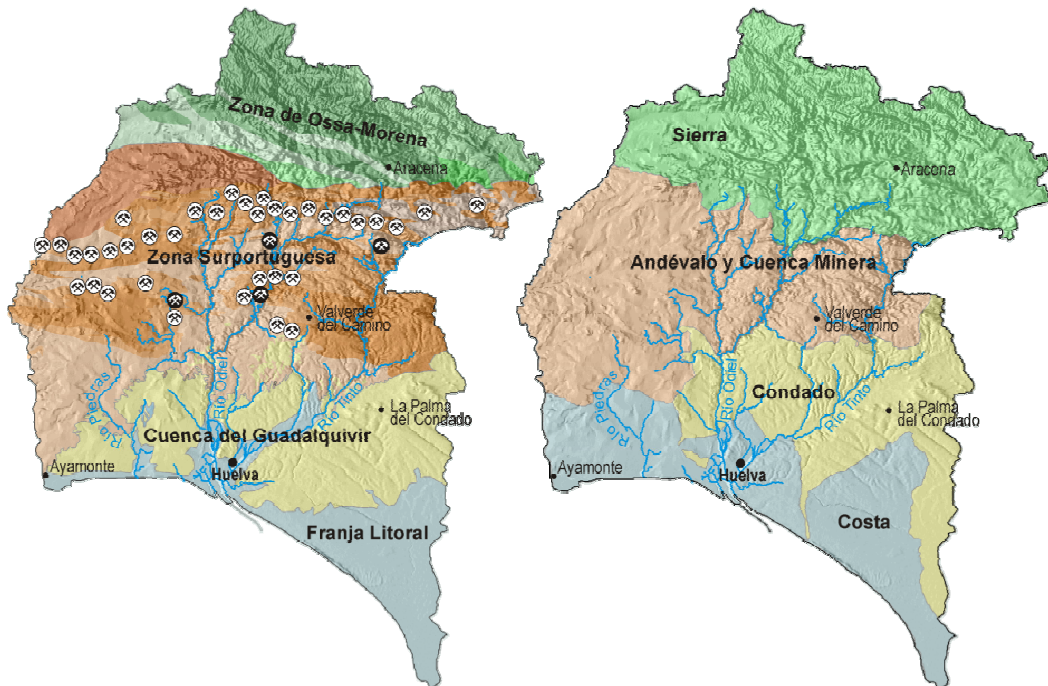 Zona de Ossa-Morena
Aracena
Zona Surportuguesa
Valverde
del Camino
Río Piedras
Río Odiel
Río Tinto
La Palma
del Condado
Cuenca del Guadalquivir
Ayamonte
Huelva
Franja Litoral
Sierra
Aracena
Andévalo y Cuenca Minera
Valverde
del Camino
Río Piedras
Río Odiel
Condado
Río Tinto
La Palma
del Condado
Ayamonte
Huelva
Costa